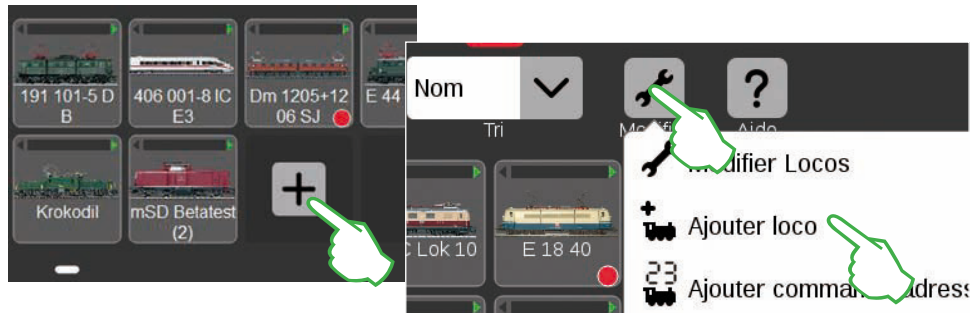 191 101-5 D
B
406 001-8 IC
E3
Dm 1205+12
06 SJ
E 44
Krokodil
mSD Betatest
(2)
Nom
Tri
Aide
Modifier Locos
Ajouter loco
Lok 10
E 18 40
23
Ajouter